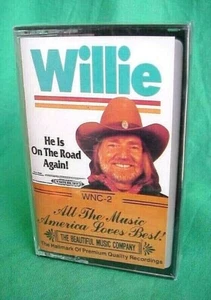 Willie
He is
On The Road
Again!
WNC-2
All The Music
America Loves Best!
THE BEAUTIFUL MUSIC COMPANY
The Hallmark Of Premium Quality Recordings